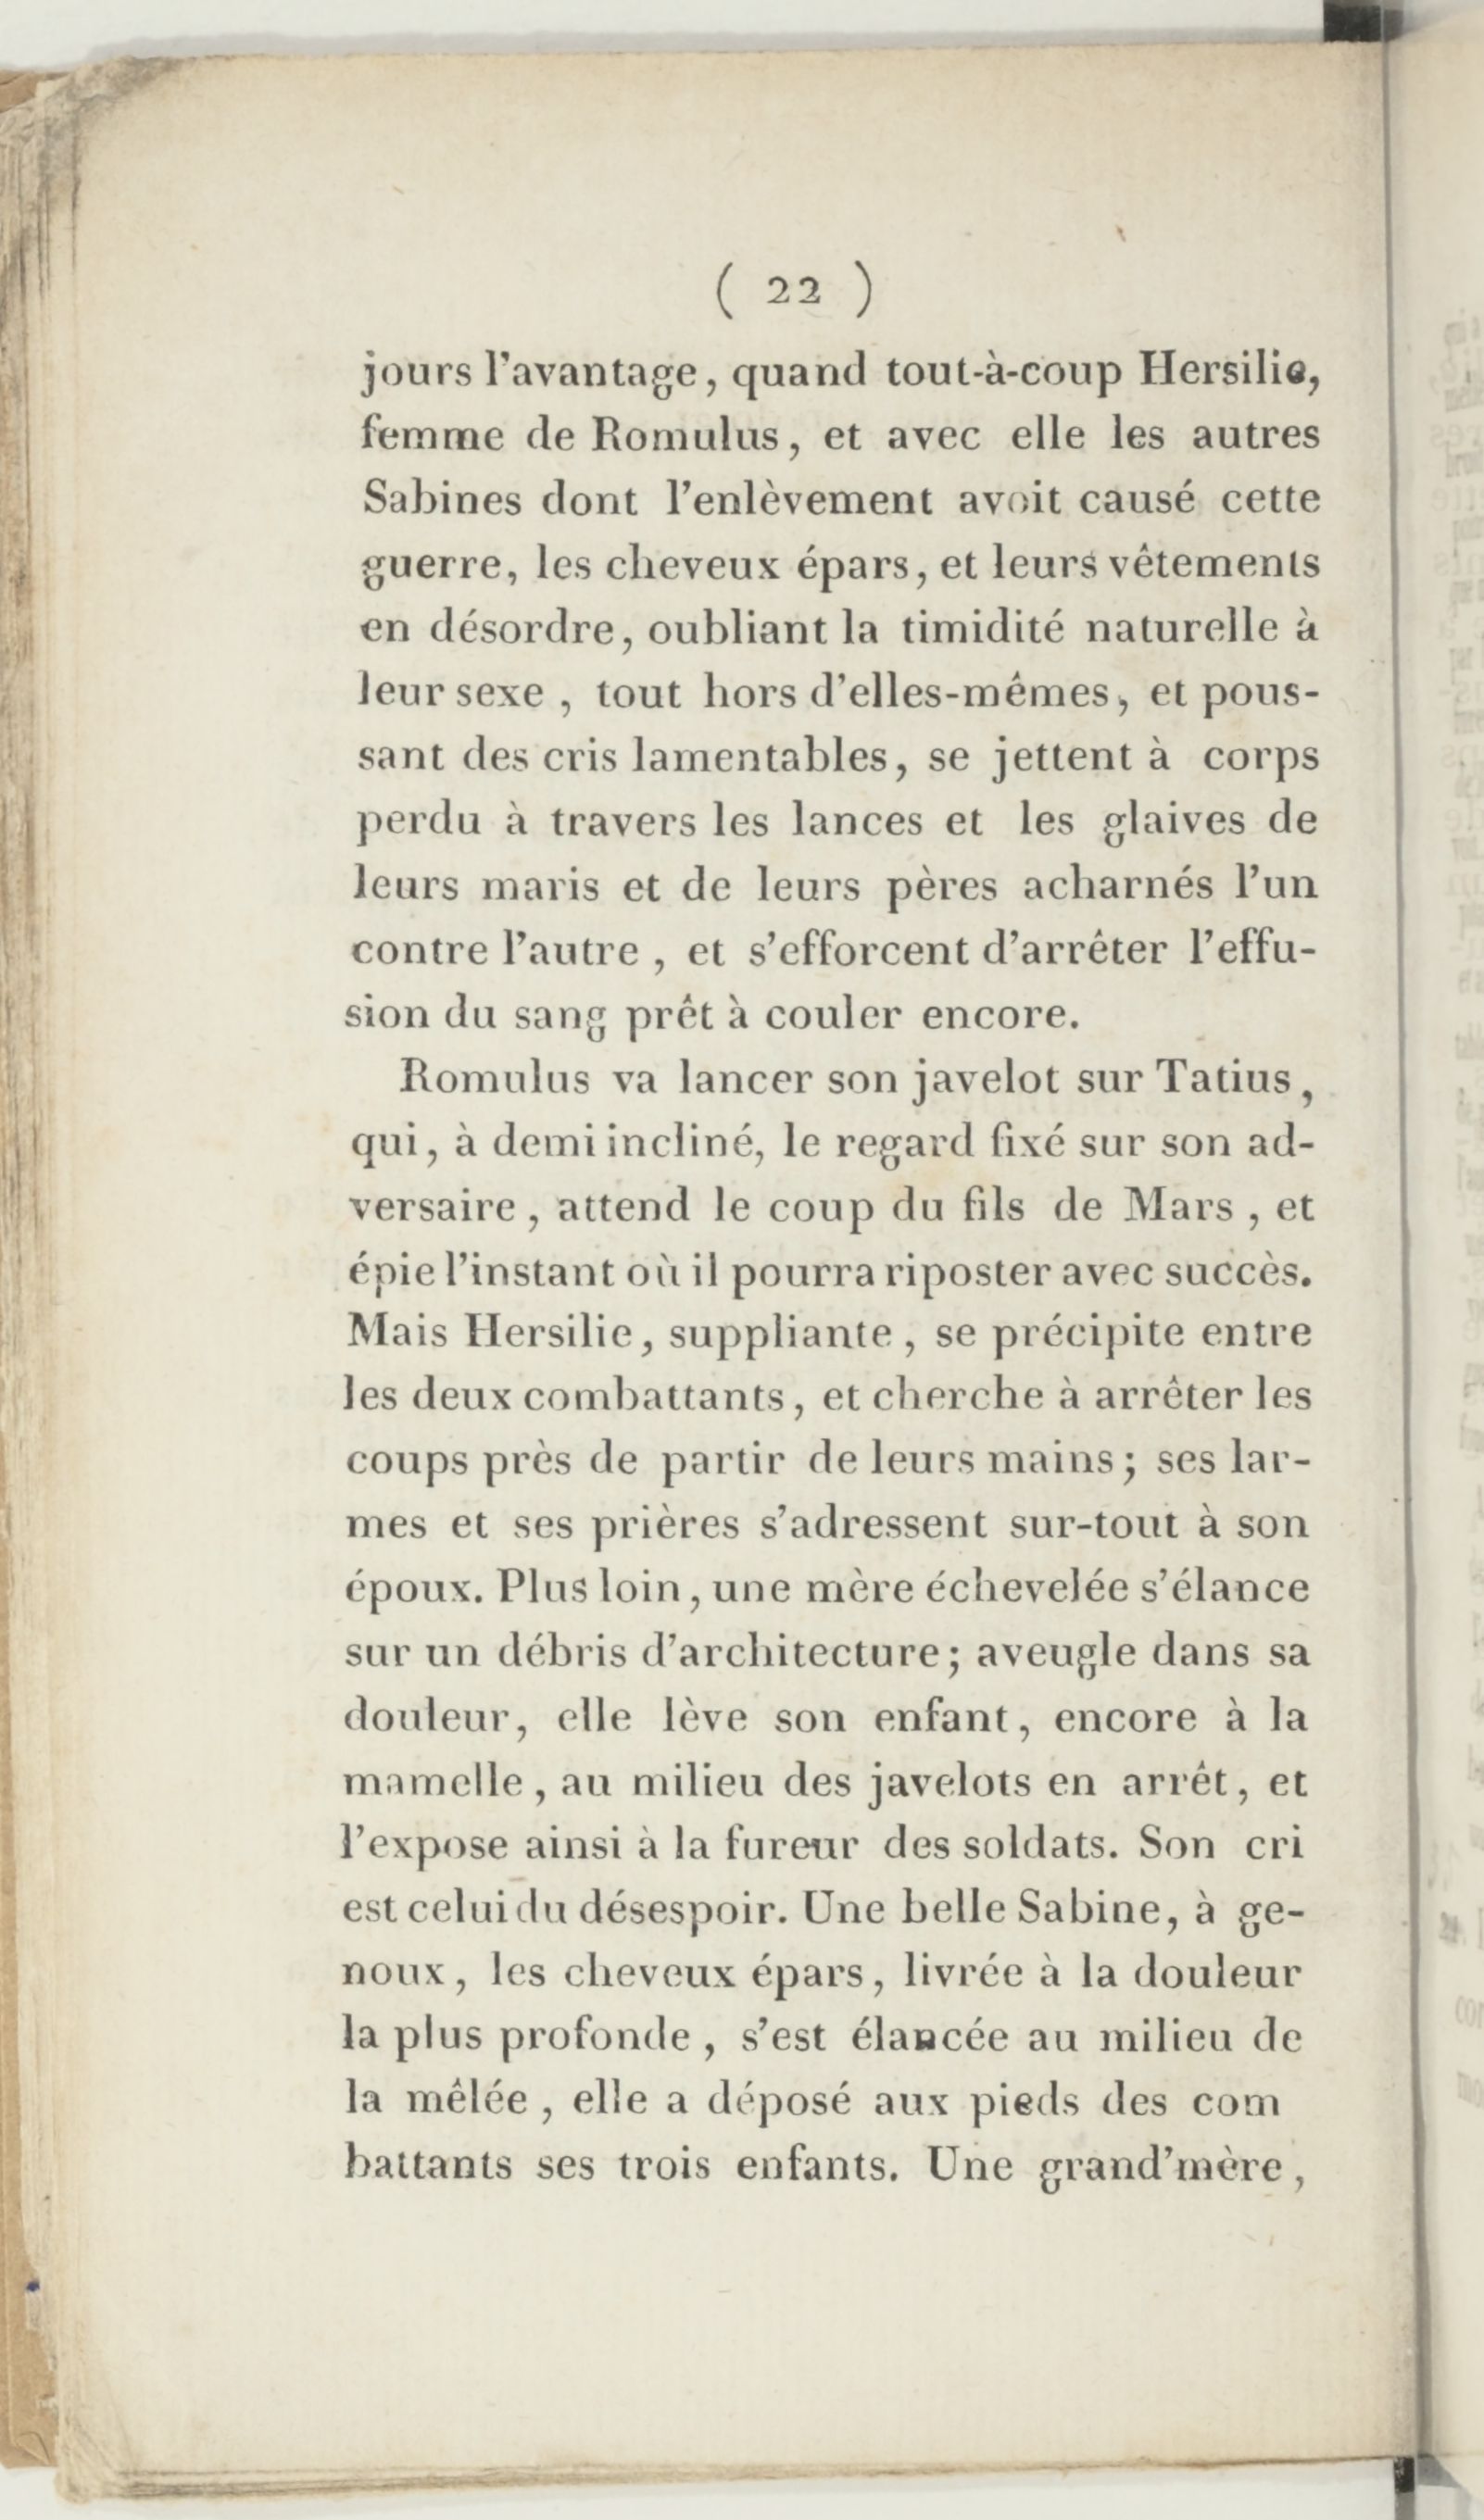 ( 22 )
jours l'avantage, quand tout-à-coup Hersilie,
femme de Romulus, et avec elle les autres
Sabines dont l'enlèvement avoit causé cette
guerre, les cheveux épars, et leurs vêtements
en désordre, oubliant la timidité naturelle à
leur sexe , tout hors d'elles-mêmes, et pous-
sant des cris lamentables, se jettent à corps
perdu à travers les lances et les glaives de
leurs maris et de leurs pères acharnés l'un
contre l'autre , et s'efforcent d'arrêter l'effu-
sion du sang prêt à couler encore.
Romulus va lancer son javelot sur Tatius,
qui, à demi incliné, le regard fixé sur son ad-
versaire , attend le coup du fils de Mars , et
épie l'instant où il pourra riposter avec succès.
Mais Hersilie, suppliante , se précipite entre
les deux combattants, et cherche à arrêter les
coups près de partir de leurs mains ; ses lar-
mes et ses prières s'adressent sur-tout à son
époux. Plus loin, une mère échevelée s'élance
sur un débris d'architecture ; aveugle dans sa
douleur, elle lève son enfant, encore à la
mamelle , au milieu des javelots en arrêt, et
l'expose ainsi à la fureur des soldats. Son cri
est celui du désespoir. Une belle Sabine, à ge-
noux, les cheveux épars, livrée à la douleur
la plus profonde , s'est élancée au milieu de
la mêlée , elle a déposé aux pieds des com
battants ses trois enfants. Une grand'mère,